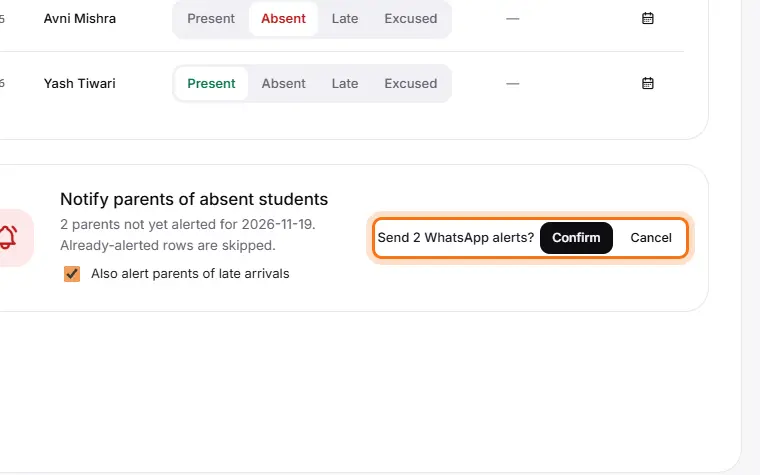 5 Avni Mishra Present Absent Late Excused —
6 Yash Tiwari Present Absent Late Excused —
Notify parents of absent students
2 parents not yet alerted for 2026-11-19.
Already-alerted rows are skipped.
Also alert parents of late arrivals
Send 2 WhatsApp alerts? Confirm Cancel